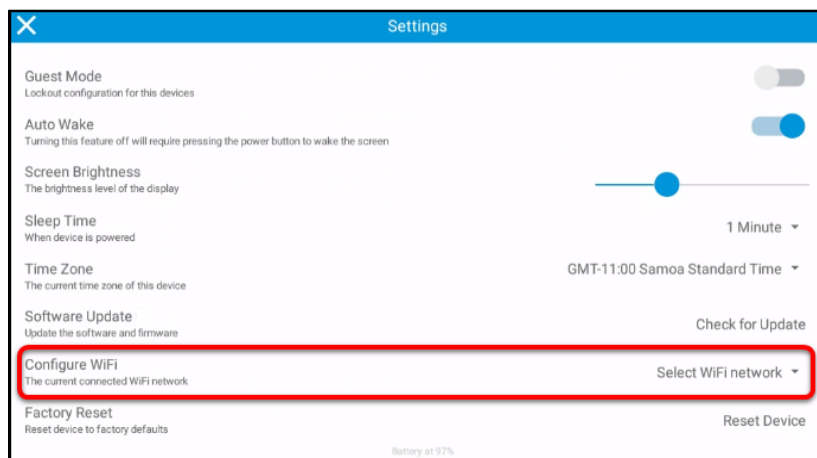 Settings
Guest Mode
Lockout configuration for this devices
Auto Wake
Turning this feature off will require pressing the power button to wake the screen
Screen Brightness
The brightness level of the display
Sleep Time
1 Minute
When device is powered
Time Zone
GMT-11:00 Samoa Standard Time
The current time zone of this device
Software Update
Check for Update
Update the software and firmware
Configure WiFi
Select WiFi network
The current connected WiFi network
Factory Reset
Reset Device
Reset device to factory defaults
Battery at 97%